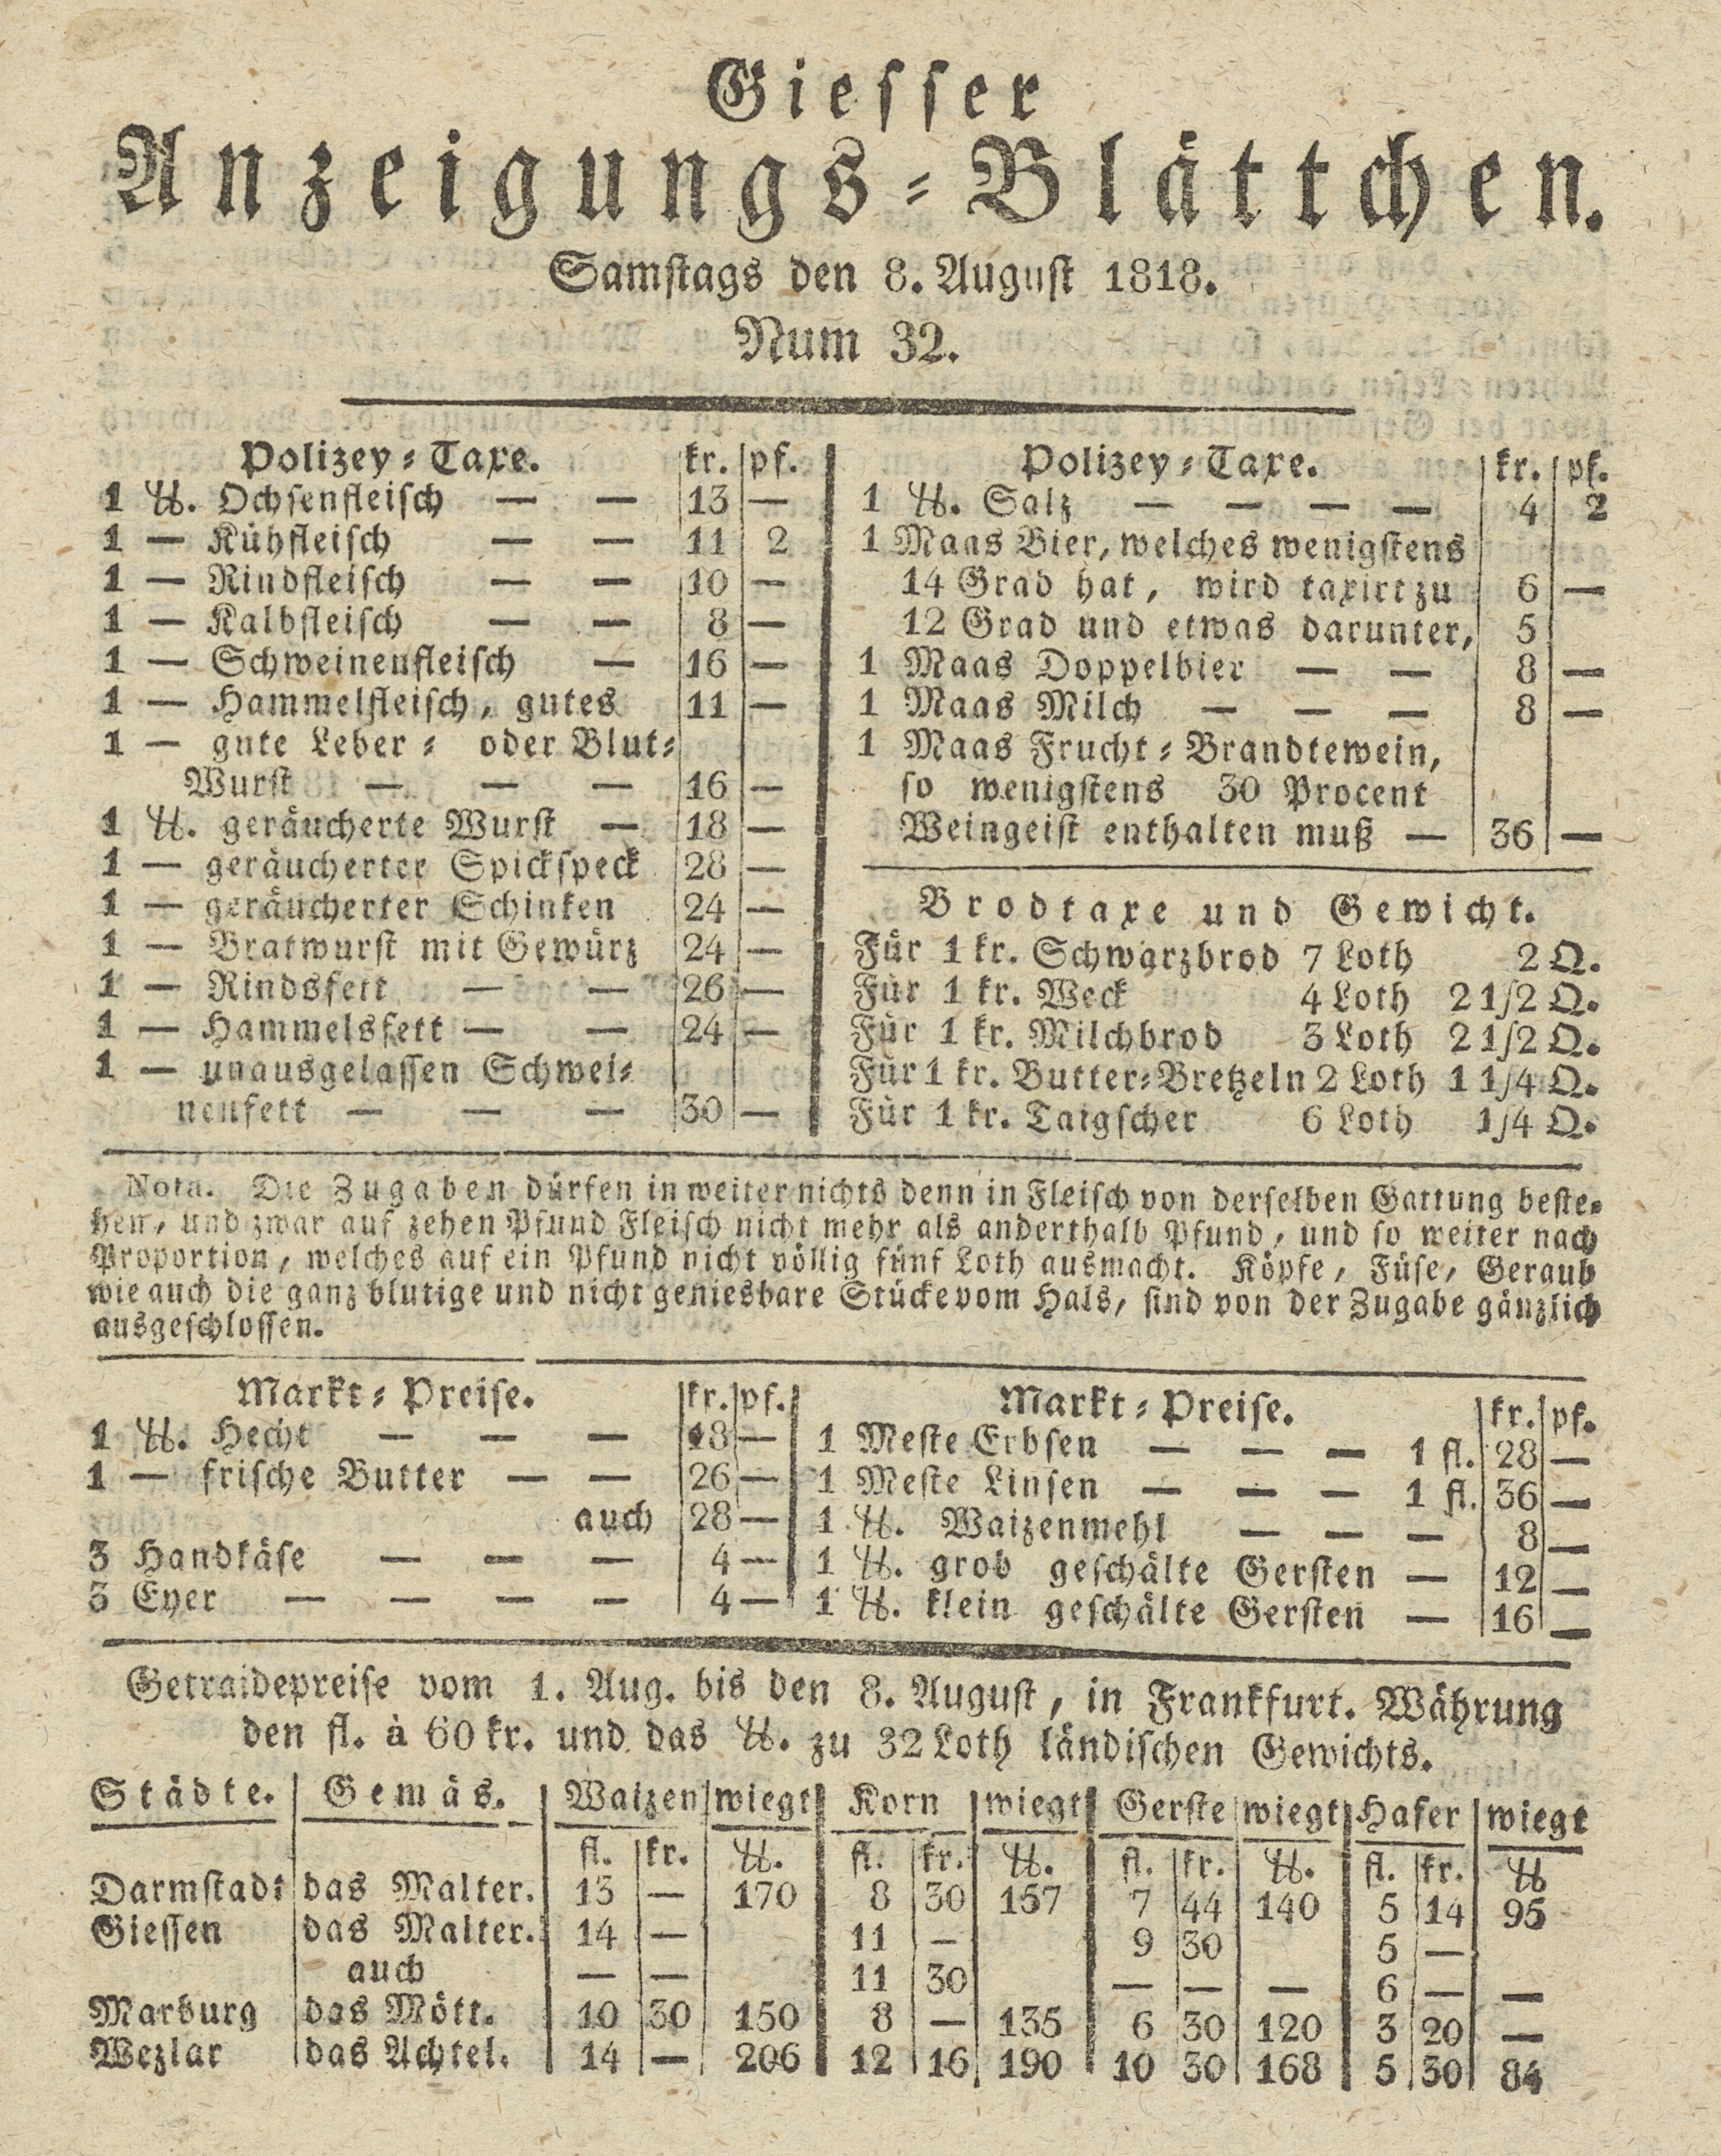 Giesser
Anzeigungs-Blättchen.
Samstags den 8. August 1818.
Num 32.
Polizey-Taxe. kr. pf.
1 ℔. Ochsenfleisch — — 13 —
1 — Kühfleisch — — 11 2
1 — Rindfleisch — — 10 —
1 — Kalbfleisch — — 8 —
1 — Schweinenfleisch — 16 —
1 — Hammelfleisch, gutes 11 —
1 — gute Leber- oder Blut-
Wurst — — — 16 —
1 ℔. geräucherte Wurst — 18 —
1 — geräucherter Spickspeck 28 —
1 — geräucherter Schinken 24 —
1 — Bratwurst mit Gewürz 24 —
1 — Rindsfett — — 26 —
1 — Hammelsfett — — 24 —
1 — unausgelassen Schwei-
nenfett — — — 30 —
Polizey-Taxe. kr. pf.
1 ℔. Salz — — — — 4 2
1 Maas Bier, welches wenigstens
14 Grad hat, wird taxirt zu 6 —
12 Grad und etwas darunter, 5
1 Maas Doppelbier — — 8 —
1 Maas Milch — — — 8 —
1 Maas Frucht-Brandtewein,
so wenigstens 30 Procent
Weingeist enthalten muß — 36 —
Brodtaxe und Gewicht.
Für 1 kr. Schwarzbrod 7 Loth 2 Q.
Für 1 kr. Weck 4 Loth 2 1/2 Q.
Für 1 kr. Milchbrod 3 Loth 2 1/2 Q.
Für 1 kr. Butter-Bretzeln 2 Loth 1 1/4 Q.
Für 1 kr. Taigscher 6 Loth 1/4 Q.
Nota. Die Zugaben dürfen in weiter nichts denn in Fleisch von derselben Gattung beste-
hen, und zwar auf zehen Pfund Fleisch nicht mehr als anderthalb Pfund, und so weiter nach
Proportion, welches auf ein Pfund nicht völlig fünf Loth ausmacht. Köpfe, Füse, Geraub
wie auch die ganz blutige und nicht geniesbare Stücke vom Hals, sind von der Zugabe gänzlich
ausgeschlossen.
Markt-Preise. kr. pf.
1 ℔. Hecht — — — 18 —
1 — frische Butter — — 26 —
auch 28 —
3 Handkäse — — — 4 —
3 Eyer — — — — 4 —
Markt-Preise. kr. pf.
1 Meste Erbsen — — — 1 fl. 28 —
1 Meste Linsen — — — 1 fl. 36 —
1 ℔. Waizenmehl — — — 8 —
1 ℔. grob geschälte Gersten — 12 —
1 ℔. klein geschälte Gersten — 16 —
Getraidepreise vom 1. Aug. bis den 8. August, in Frankfurt. Währung
den fl. à 60 kr. und das ℔. zu 32 Loth ländischen Gewichts.
Städte. Gemäs. Waizen wiegt Korn wiegt Gerste wiegt Hafer wiegt
fl. kr. ℔. fl. kr. ℔. fl. kr. ℔. fl. kr. ℔
Darmstadt das Malter. 13 — 170 8 30 157 7 44 140 5 14 95
Giessen das Malter. 14 — 11 — 9 30 5 —
auch — — 11 30 — — — 6 — —
Marburg das Mött. 10 30 150 8 — 135 6 30 120 3 20 —
Wezlar das Achtel. 14 — 206 12 16 190 10 30 168 5 30 84